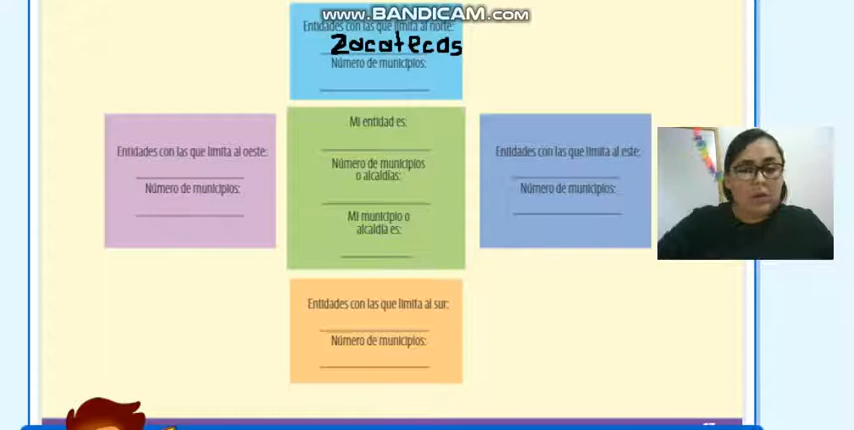 www.BANDICAM.com
Entidades con las que limita al norte:
Zacatecas
Número de municipios:
Entidades con las que limita al oeste:
Número de municipios:
Mi entidad es:
Número de municipios
o alcaldías:
Mi municipio o
alcaldía es:
Entidades con las que limita al este:
Número de municipios:
Entidades con las que limita al sur:
Número de municipios: